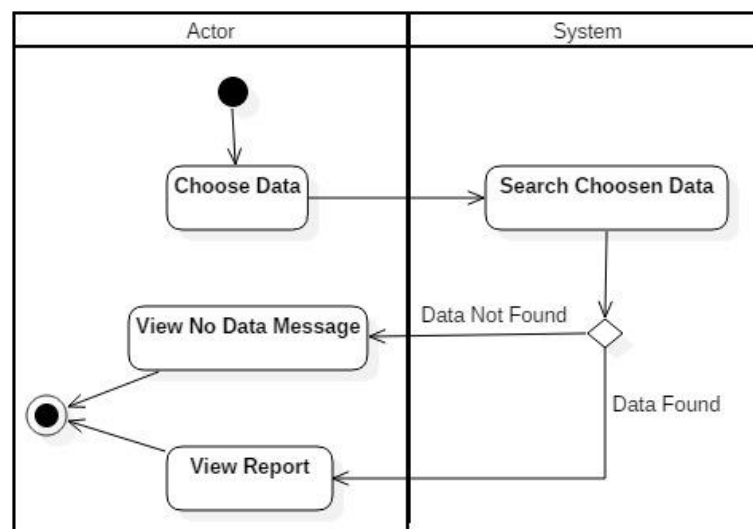 Actor
System
Choose Data
Search Choosen Data
View No Data Message
Data Not Found
Data Found
View Report